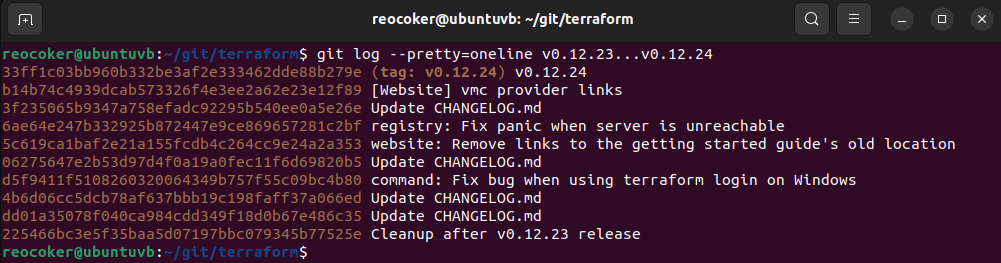 reocoker@ubuntuvb: ~/git/terraform
reocoker@ubuntuvb:~/git/terraform$ git log --pretty=oneline v0.12.23...v0.12.24
33ff1c03bb960b332be3af2e333462dde88b279e (tag: v0.12.24) v0.12.24
b14b74c4939dcab573326f4e3ee2a62e23e12f89 [Website] vmc provider links
3f235065b9347a758efadc92295b540ee0a5e26e Update CHANGELOG.md
6ae64e247b332925b872447e9ce869657281c2bf registry: Fix panic when server is unreachable
5c619ca1baf2e21a155fcdb4c264cc9e24a2a353 website: Remove links to the getting started guide's old location
06275647e2b53d97d4f0a19a0fec11f6d69820b5 Update CHANGELOG.md
d5f9411f5108260320064349b757f55c09bc4b80 command: Fix bug when using terraform login on Windows
4b6d06cc5dcb78af637bbb19c198faff37a066ed Update CHANGELOG.md
dd01a35078f040ca984cdd349f18d0b67e486c35 Update CHANGELOG.md
225466bc3e5f35baa5d07197bbc079345b77525e Cleanup after v0.12.23 release
reocoker@ubuntuvb:~/git/terraform$